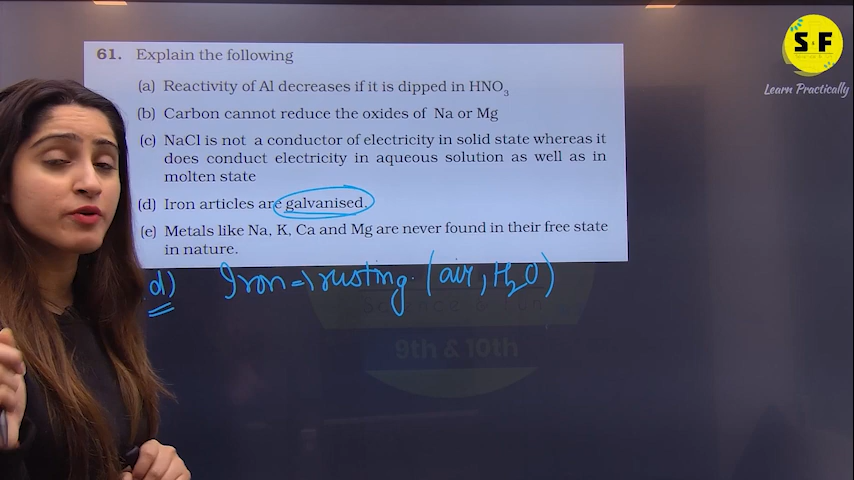 61. Explain the following
(a) Reactivity of Al decreases if it is dipped in HNO₃
(b) Carbon cannot reduce the oxides of Na or Mg
(c) NaCl is not a conductor of electricity in solid state whereas it
does conduct electricity in aqueous solution as well as in
molten state
(d) Iron articles are galvanised.
(e) Metals like Na, K, Ca and Mg are never found in their free state
in nature.
(d) Iron ⇒ rusting. (air, H₂O)
9th & 10th
S F
Learn Practically